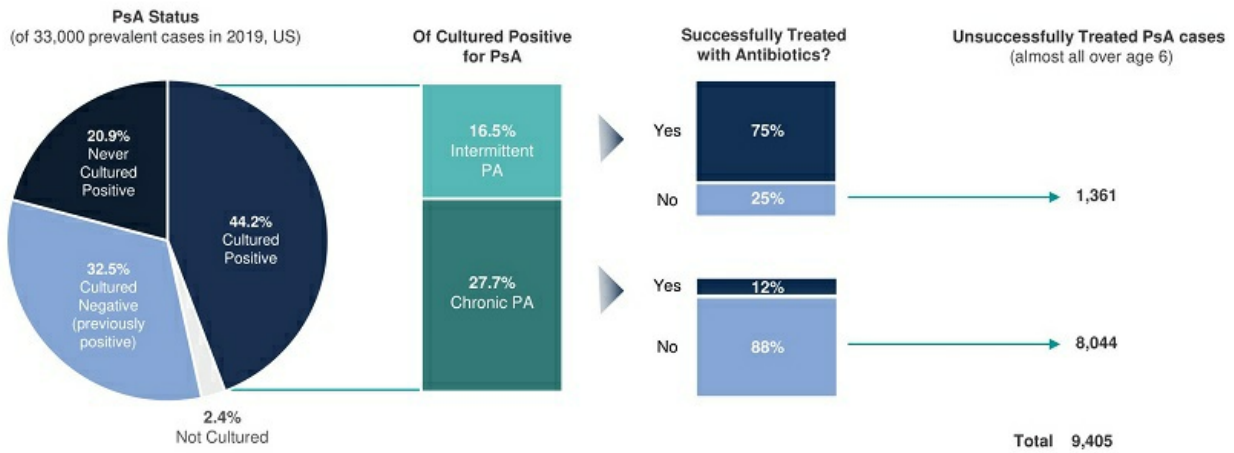 PsA Status
(of 33,000 prevalent cases in 2019, US)
20.9%
Never
Cultured
Positive
44.2%
Cultured
Positive
32.5%
Cultured
Negative
(previously
positive)
2.4%
Not Cultured
Of Cultured Positive
for PsA
16.5%
Intermittent
PA
27.7%
Chronic PA
Successfully Treated
with Antibiotics?
Yes
75%
No
25%
Yes
12%
No
88%
Unsuccessfully Treated PsA cases
(almost all over age 6)
1,361
8,044
Total 9,405